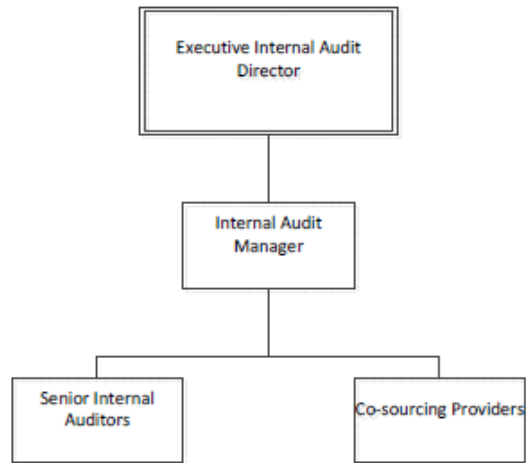 Executive Internal Audit
Director
Internal Audit
Manager
Senior Internal
Auditors
Co-sourcing Providers